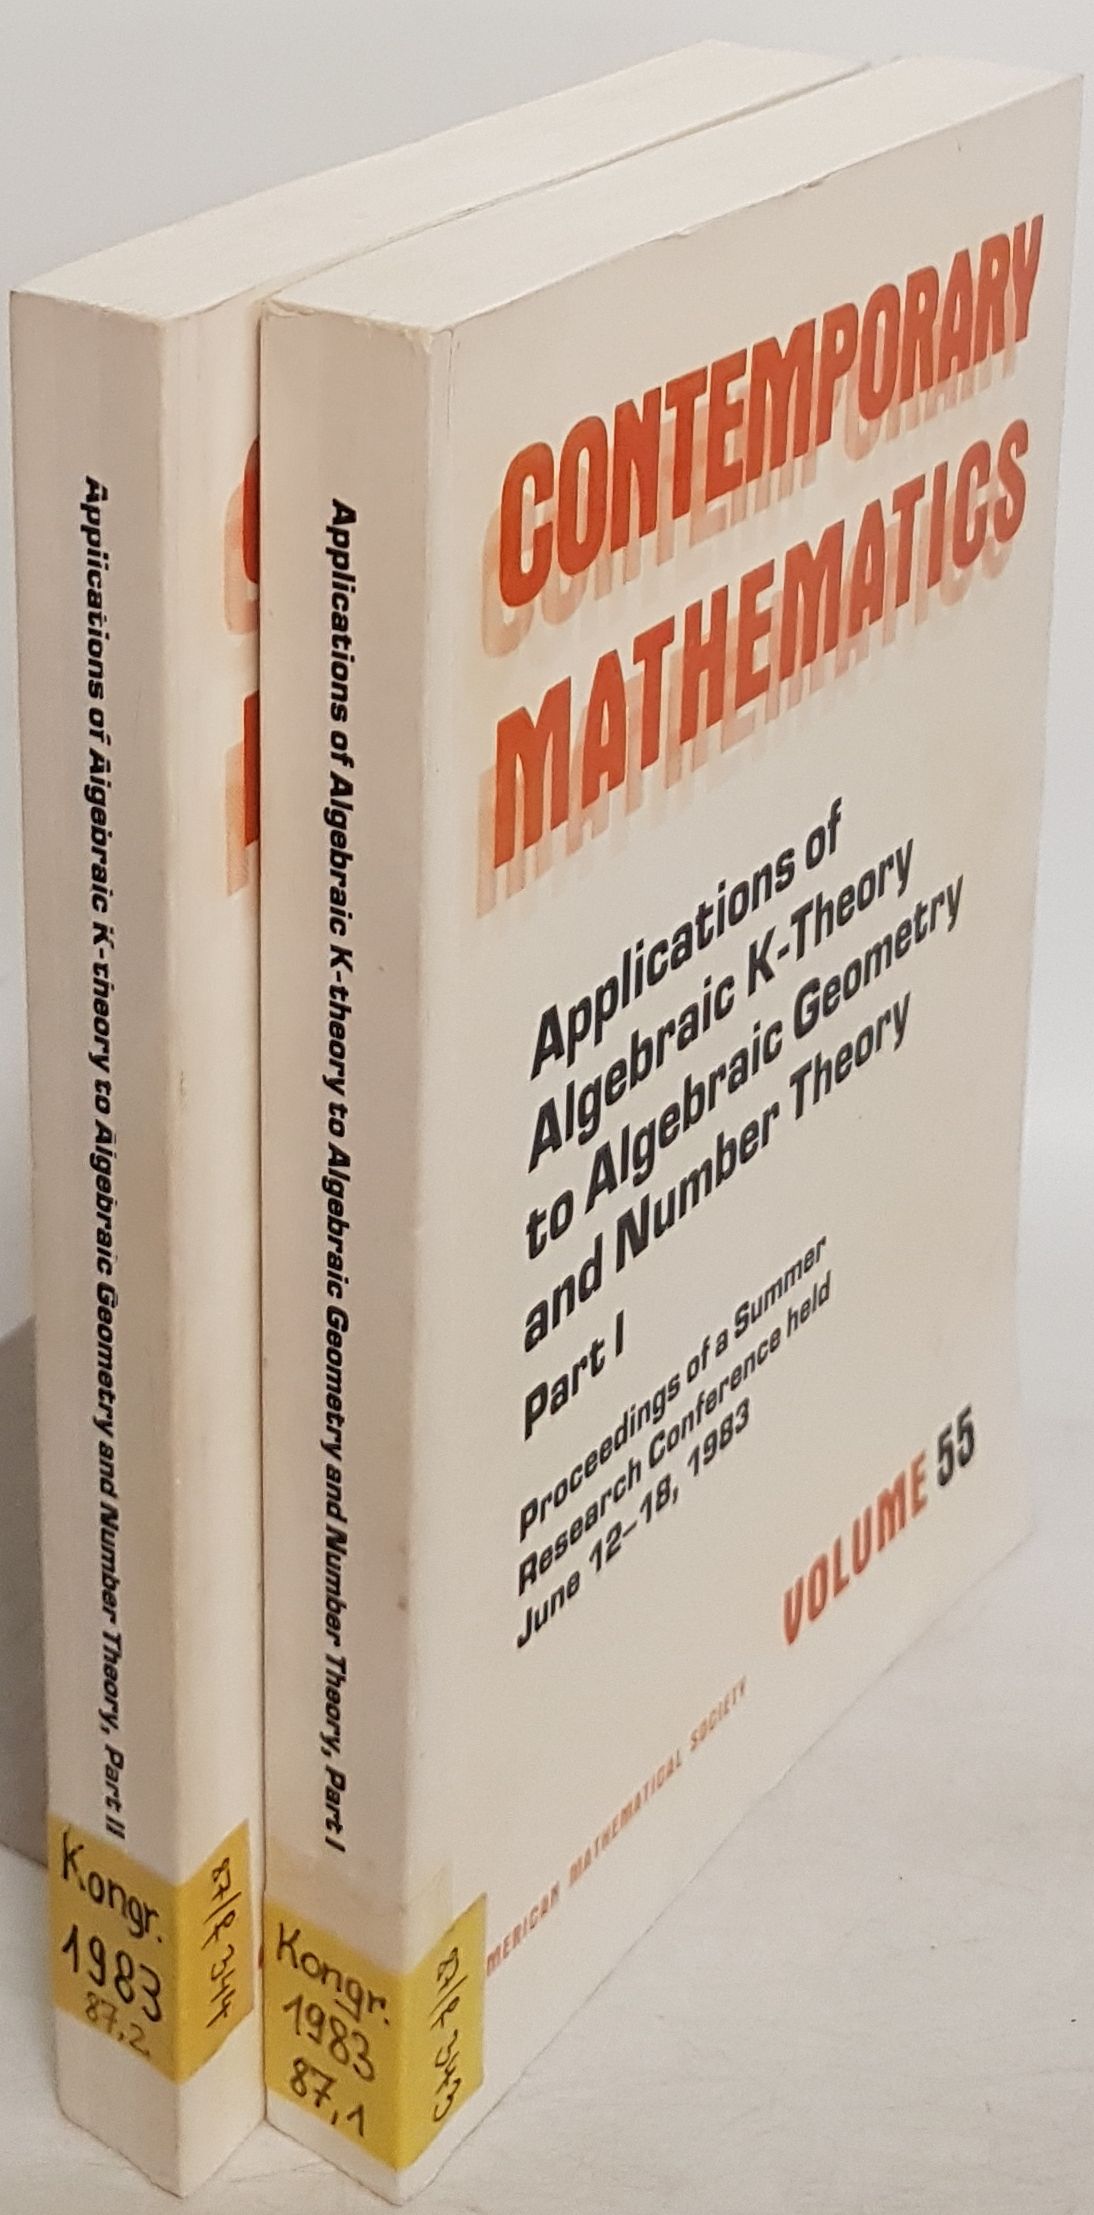 Applications of Algebraic K-theory to Algebraic Geometry and Number Theory, Part II
Kongr.
1983
87,2
Applications of Algebraic K-theory to Algebraic Geometry and Number Theory, Part I
Kongr.
1983
87,1
CONTEMPORARY
MATHEMATICS
Applications of
Algebraic K-Theory
to Algebraic Geometry
and Number Theory
Part I
Proceedings of a Summer
Research Conference held
June 12–18, 1983
VOLUME 55
MERICAN MATHEMATICAL SOCIETY